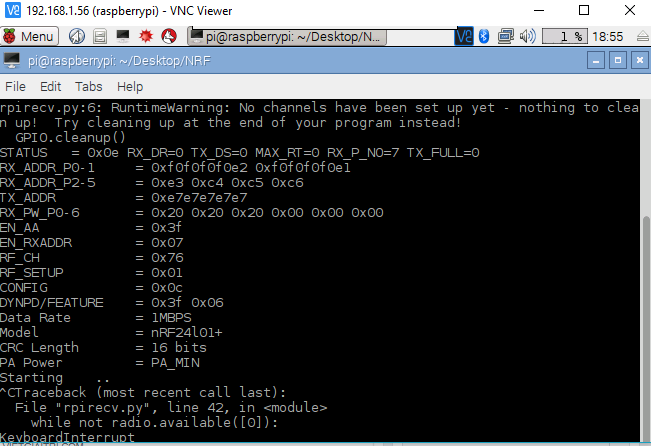 192.168.1.56 (raspberrypi) - VNC Viewer
Menu
pi@raspberrypi: ~/Desktop/N...
1 %
18:55
pi@raspberrypi: ~/Desktop/NRF
File Edit Tabs Help
rpirecv.py:6: RuntimeWarning: No channels have been set up yet - nothing to clea
n up!  Try cleaning up at the end of your program instead!
  GPIO.cleanup()
STATUS   = 0x0e RX_DR=0 TX_DS=0 MAX_RT=0 RX_P_NO=7 TX_FULL=0
RX_ADDR_P0-1     = 0xf0f0f0f0e2 0xf0f0f0f0e1
RX_ADDR_P2-5     = 0xe3 0xc4 0xc5 0xc6
TX_ADDR          = 0xe7e7e7e7e7
RX_PW_P0-6       = 0x20 0x20 0x20 0x00 0x00 0x00
EN_AA            = 0x3f
EN_RXADDR        = 0x07
RF_CH            = 0x76
RF_SETUP         = 0x01
CONFIG           = 0x0c
DYNPD/FEATURE    = 0x3f 0x06
Data Rate        = 1MBPS
Model            = nRF24l01+
CRC Length       = 16 bits
PA Power         = PA_MIN
Starting    ..
^CTraceback (most recent call last):
  File "rpirecv.py", line 42, in <module>
    while not radio.available([0]):
KeyboardInterrupt